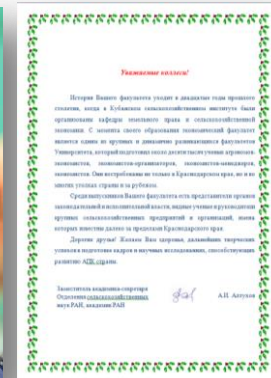 Уважаемые коллеги!
История Вашего факультета уходит в двадцатые годы прошлого
столетия, когда в Кубанском сельскохозяйственном институте были
организованы кафедры земельного права и сельскохозяйственной
экономики. С момента своего образования экономический факультет
является одним из крупных и динамично развивающихся факультетов
Университета, который подготовил около десяти тысяч ученых агрономов-
экономистов, экономистов-организаторов, экономистов-менеджеров,
экономистов. Они востребованы не только в Краснодарском крае, но и во
многих уголках страны и за рубежом.
Среди выпускников Вашего факультета есть представители органов
законодательной и исполнительной власти, видные ученые и руководители
крупных сельскохозяйственных предприятий и организаций, имена
которых известны далеко за пределами Краснодарского края.
Дорогие друзья! Желаем Вам здоровья, дальнейших творческих
успехов в подготовке кадров и научных исследованиях, способствующих
развитию АПК страны.
Заместитель академика-секретаря
Отделения сельскохозяйственных
наук РАН, академик РАН
А.И. Алтухов